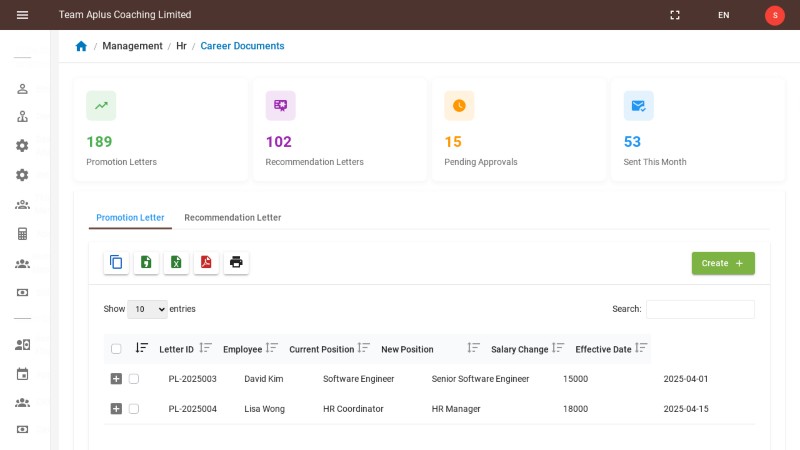 Team Aplus Coaching Limited
EN
S
/ Management / Hr / Career Documents
189
Promotion Letters
102
Recommendation Letters
15
Pending Approvals
53
Sent This Month
Promotion Letter
Recommendation Letter
Create +
Show 10 entries
Search:
Letter ID Employee Current Position New Position Salary Change Effective Date
PL-2025003 David Kim Software Engineer Senior Software Engineer 15000 2025-04-01
PL-2025004 Lisa Wong HR Coordinator HR Manager 18000 2025-04-15